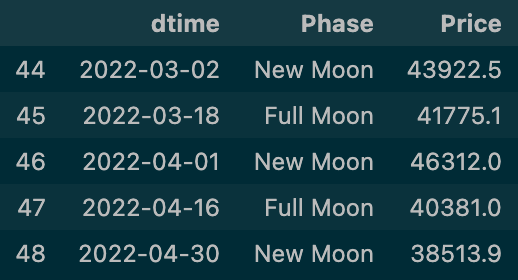 dtime Phase Price
44 2022-03-02 New Moon 43922.5
45 2022-03-18 Full Moon 41775.1
46 2022-04-01 New Moon 46312.0
47 2022-04-16 Full Moon 40381.0
48 2022-04-30 New Moon 38513.9